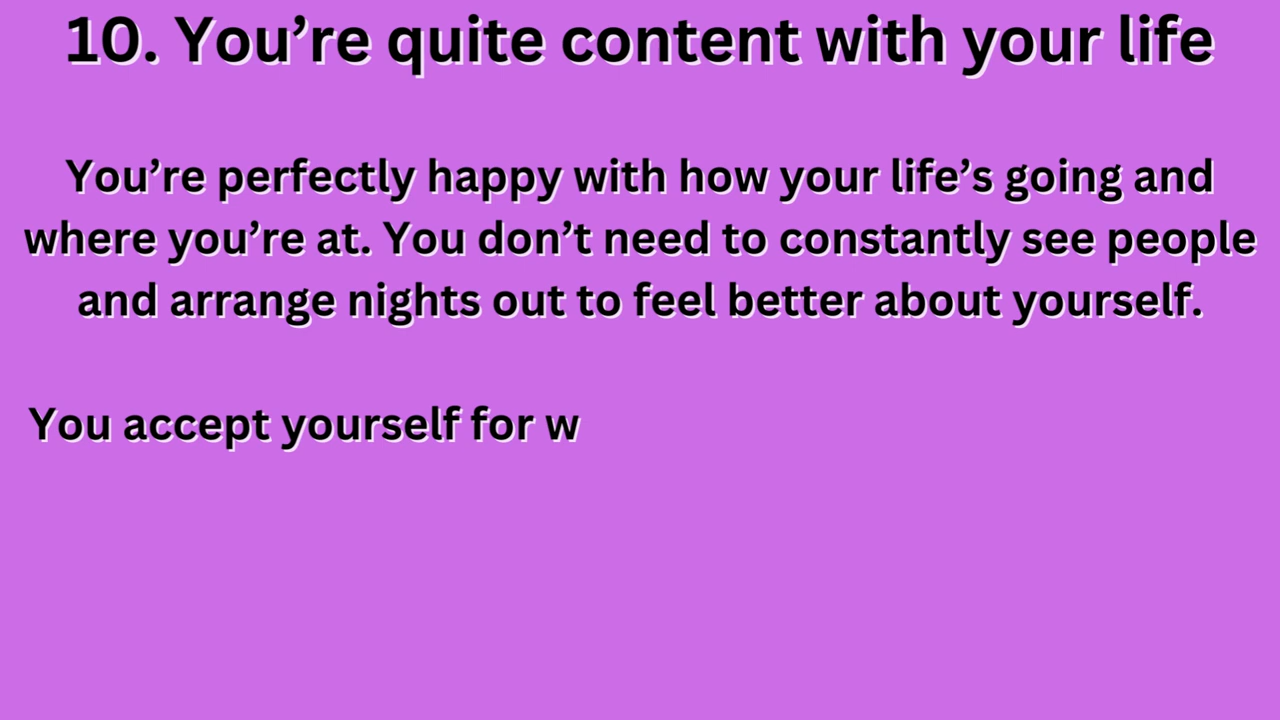 10. You’re quite content with your life
You’re perfectly happy with how your life’s going and
where you’re at. You don’t need to constantly see people
and arrange nights out to feel better about yourself.
You accept yourself for w